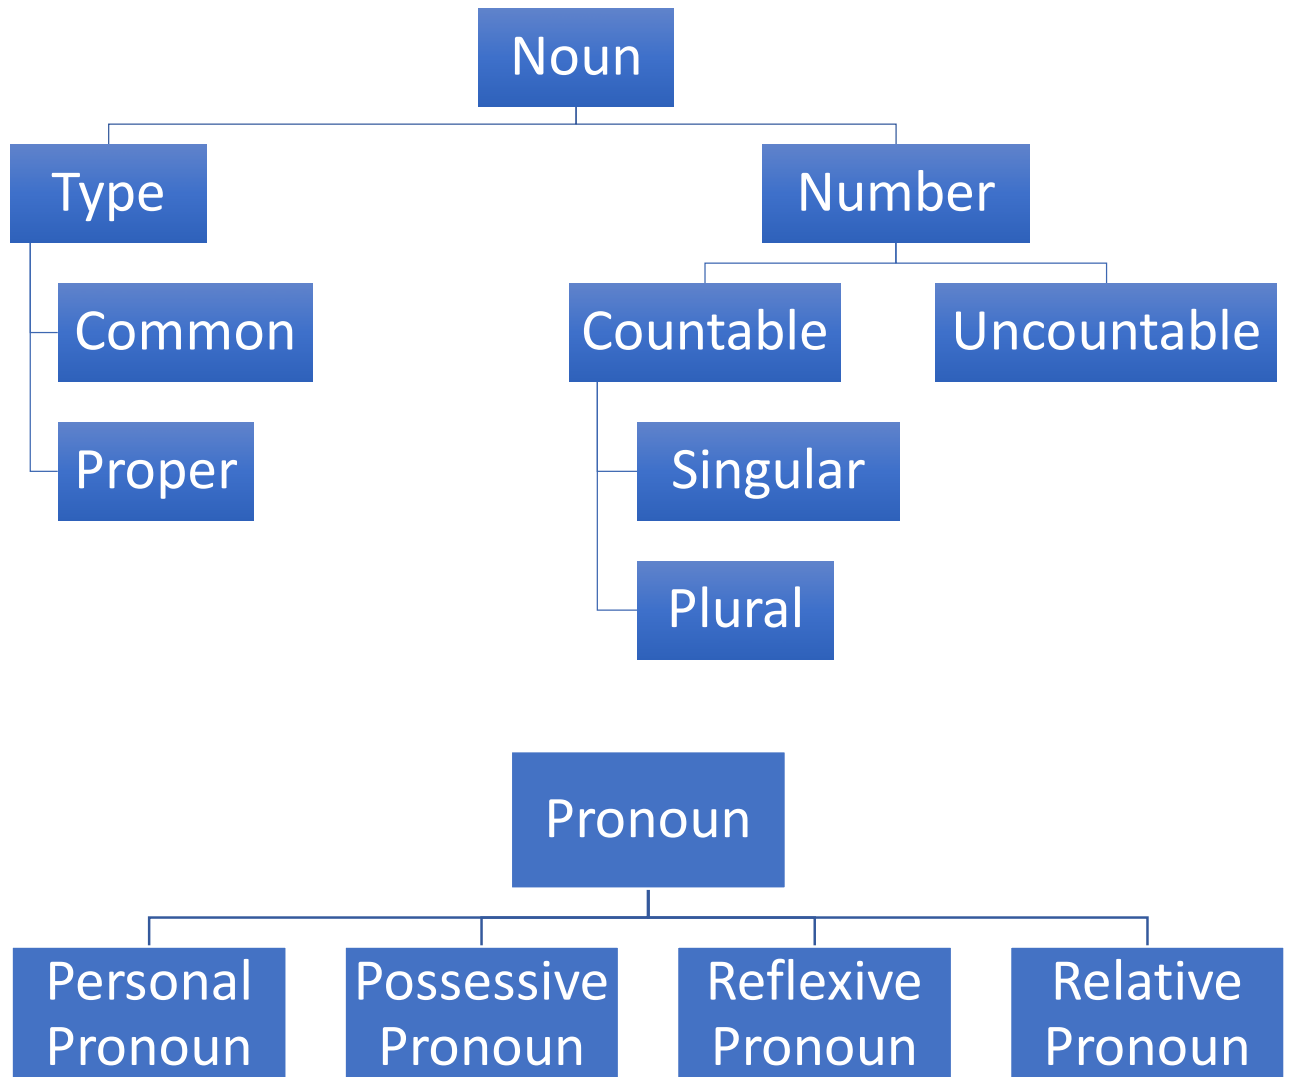 Noun
Type
Number
Common
Countable
Uncountable
Proper
Singular
Plural
Pronoun
Personal
Pronoun
Possessive
Pronoun
Reflexive
Pronoun
Relative
Pronoun